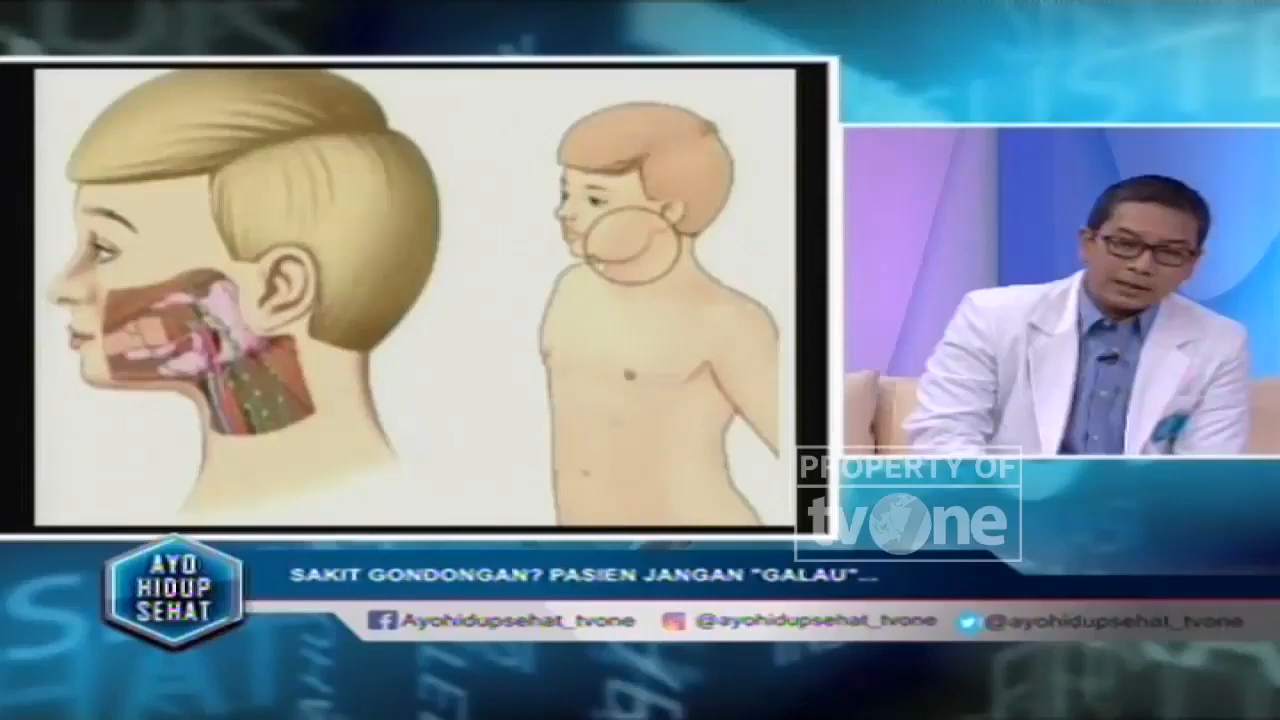 PROPERTY OF
tvOne
AYO
HIDUP
SEHAT
SAKIT GONDONGAN? PASIEN JANGAN "GALAU"...
Ayohidupsehat_tvone
@ayohidupsehat_tvone
@ayohidupsehat_tvone